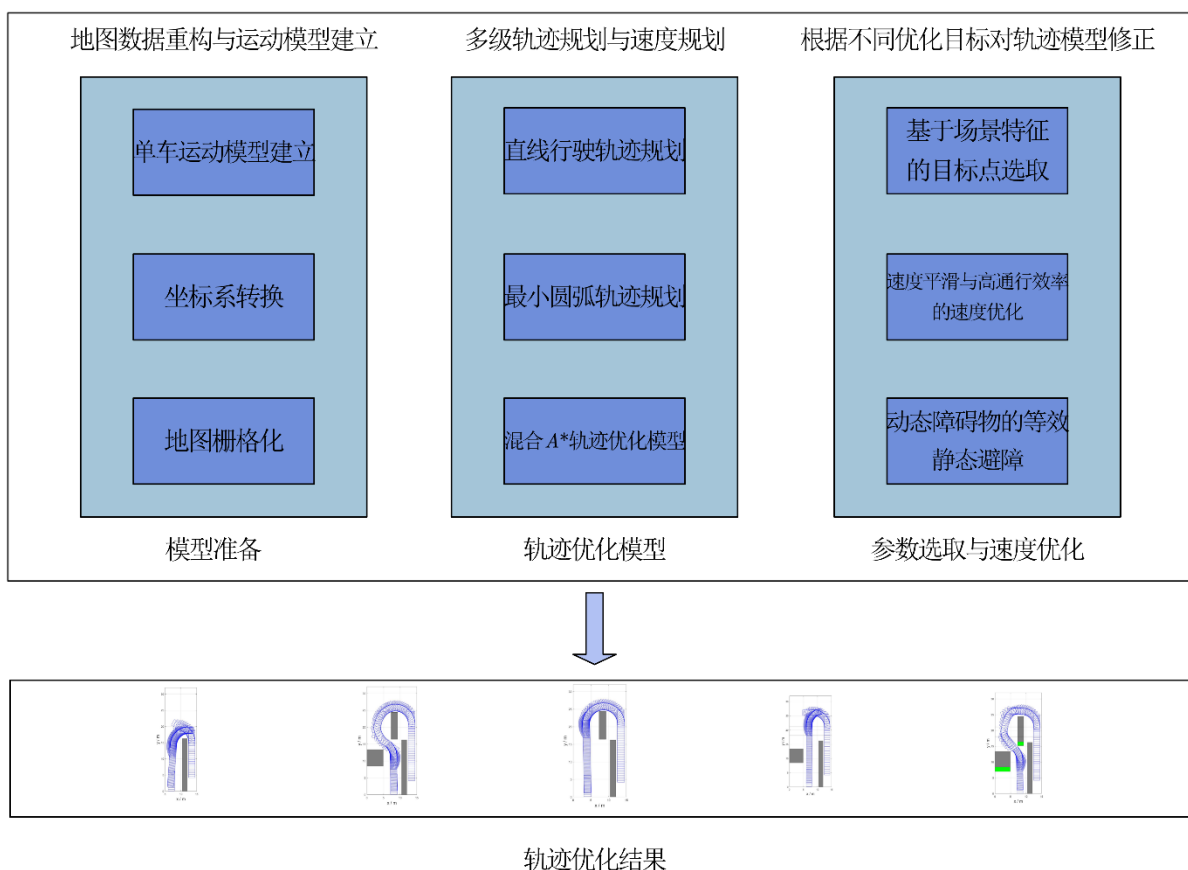 地图数据重构与运动模型建立
多级轨迹规划与速度规划
根据不同优化目标对轨迹模型修正
单车运动模型建立
坐标系转换
地图栅格化
直线行驶轨迹规划
最小圆弧轨迹规划
混合A*轨迹优化模型
基于场景特征
的目标点选取
速度平滑与高通行效率
的速度优化
动态障碍物的等效
静态避障
模型准备
轨迹优化模型
参数选取与速度优化
x / m
x / m
x / m
x / m
x / m
轨迹优化结果